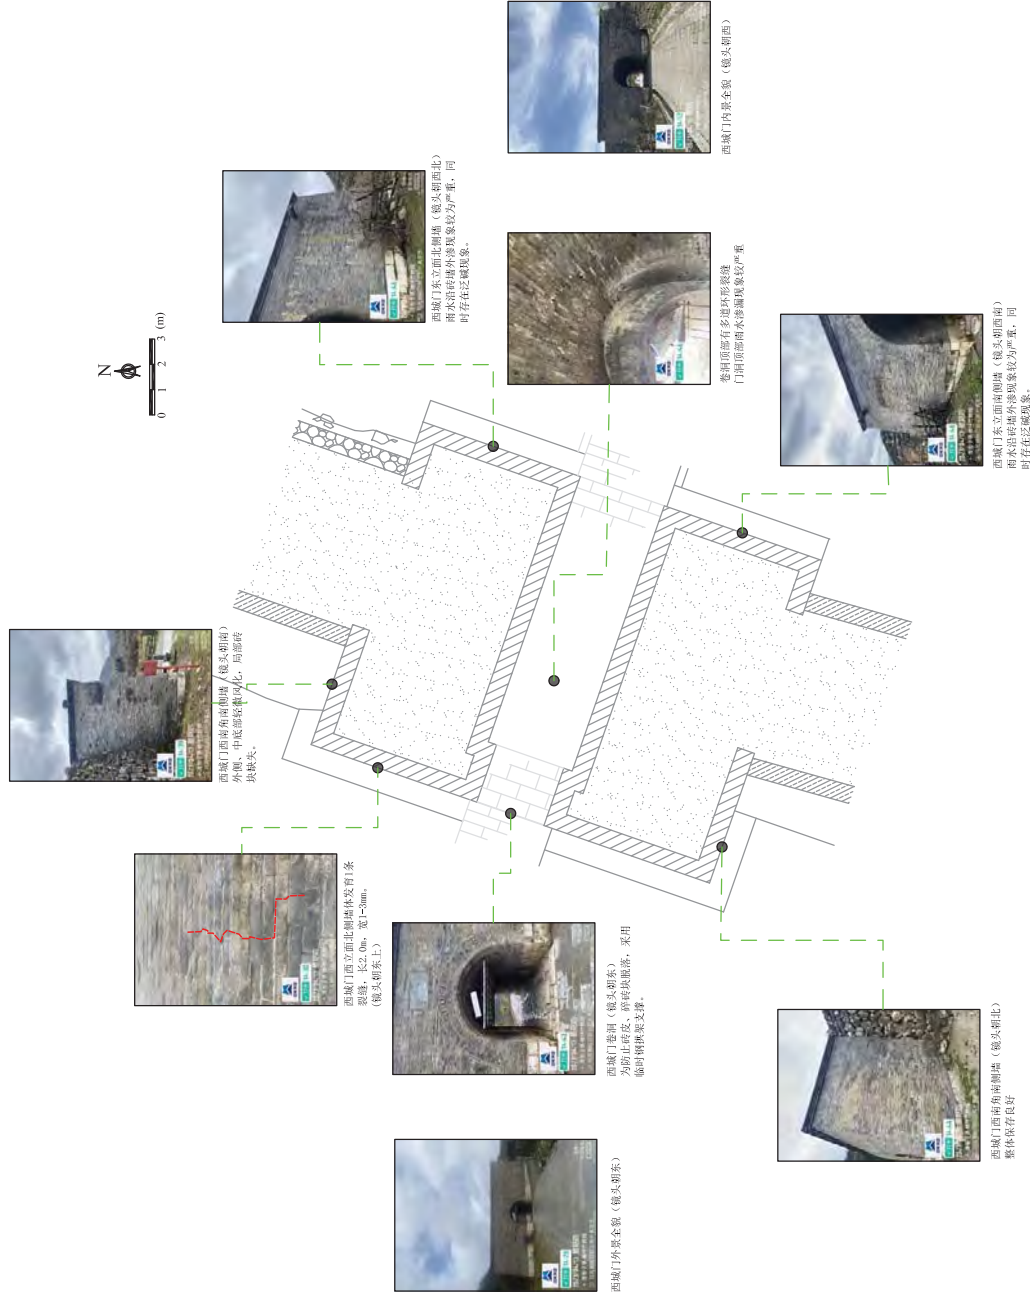 N
0 1 2 3 (m)
西城门西南角南侧墙（镜头朝南）
外侧、中底部轻微风化，局部砖
块缺失。
西城门东立面北侧墙（镜头朝西北）
雨水沿砖墙外渗现象较为严重，同
时存在泛碱现象。
西城门西立面北侧墙体发育1条
裂缝，长2.0m，宽1-3mm。
（镜头朝东上）
西城门外景全貌（镜头朝东）
西城门卷洞（镜头朝东）
为防止砖皮、碎砖块脱落，采用
临时钢拱架支撑。
卷洞顶部有多道环形裂缝
门洞顶部雨水渗漏现象较严重
西城门内景全貌（镜头朝西）
西城门西南角南侧墙（镜头朝北）
整体保存良好
西城门东立面南侧墙（镜头朝西南）
雨水沿砖墙外渗现象较为严重，同
时存在泛碱现象。